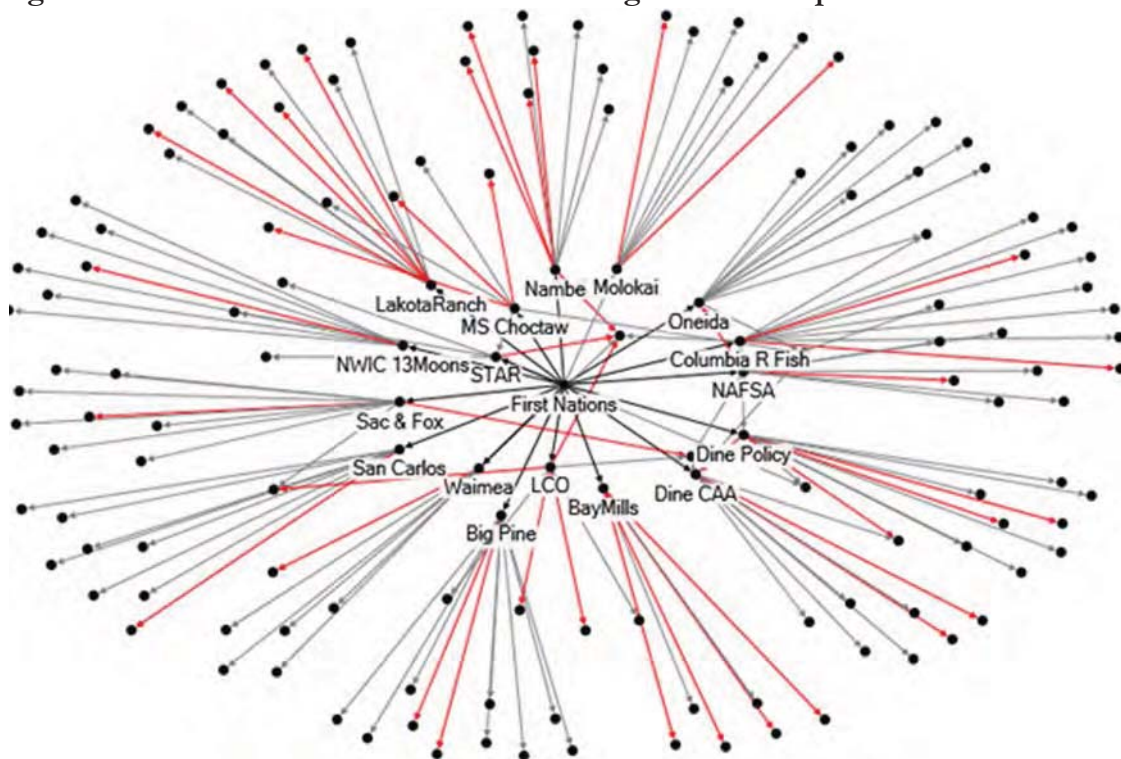 Nambe Molokai
LakotaRanch
MS Choctaw
Oneida
NWIC 13Moons
STAR
Columbia R Fish
NAFSA
First Nations
Sac & Fox
San Carlos
Waimea
LCO
Dine Policy
Dine CAA
BayMills
Big Pine